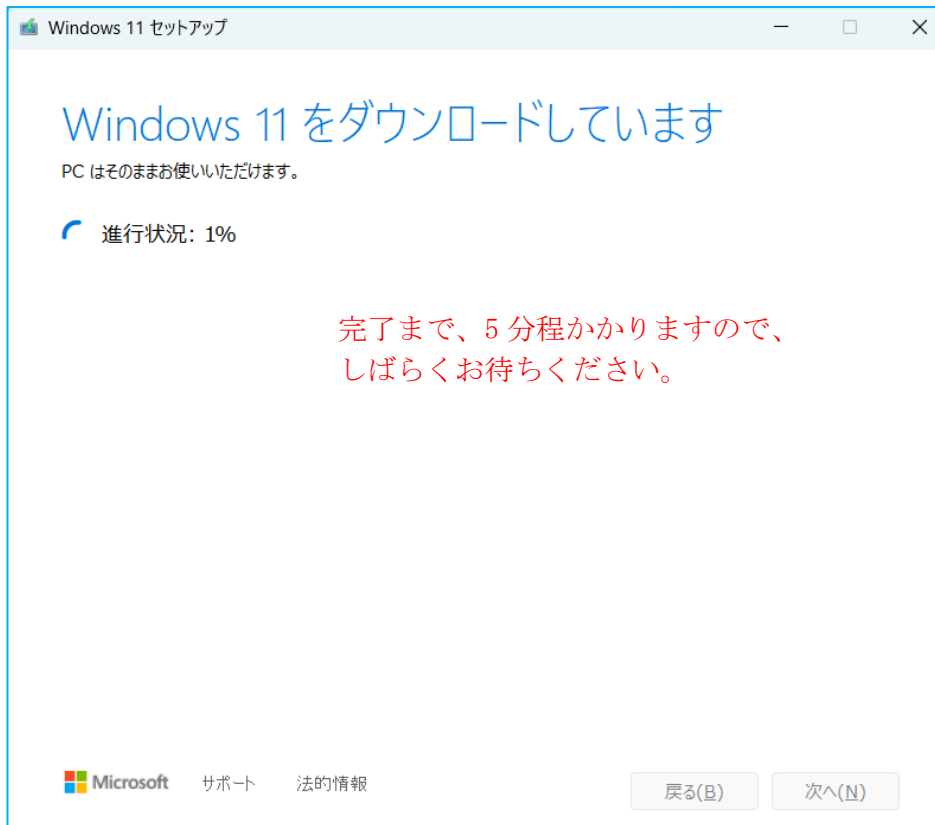 Windows 11 セットアップ
Windows 11 をダウンロードしています
PC はそのままお使いいただけます。
進行状況: 1%
完了まで、5 分程かかりますので、
しばらくお待ちください。
Microsoft サポート 法的情報 戻る(B) 次へ(N)